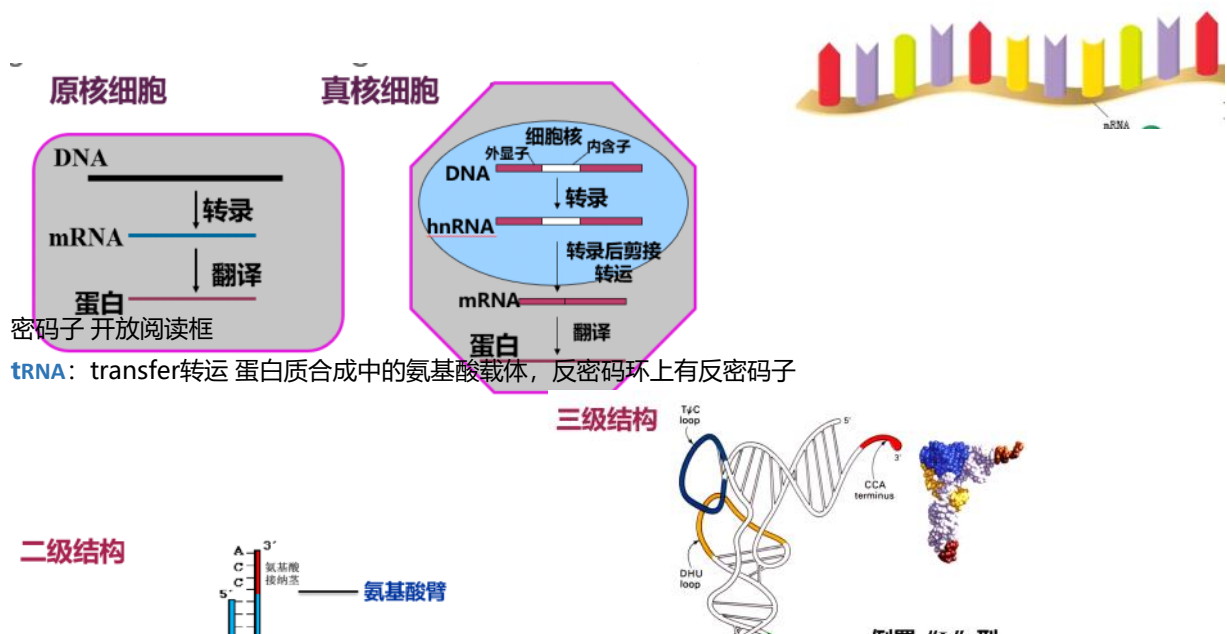 原核细胞
真核细胞
mRNA
DNA
转录
mRNA
翻译
蛋白
细胞核
外显子
内含子
DNA
转录
hnRNA
转录后剪接
转运
mRNA
翻译
蛋白
密码子 开放阅读框
tRNA：transfer转运 蛋白质合成中的氨基酸载体，反密码环上有反密码子
三级结构
TψC
loop
5′
3′
CCA
terminus
DHU
loop
二级结构
3′
A
C
C
氨基酸
接纳茎
5′
氨基酸臂